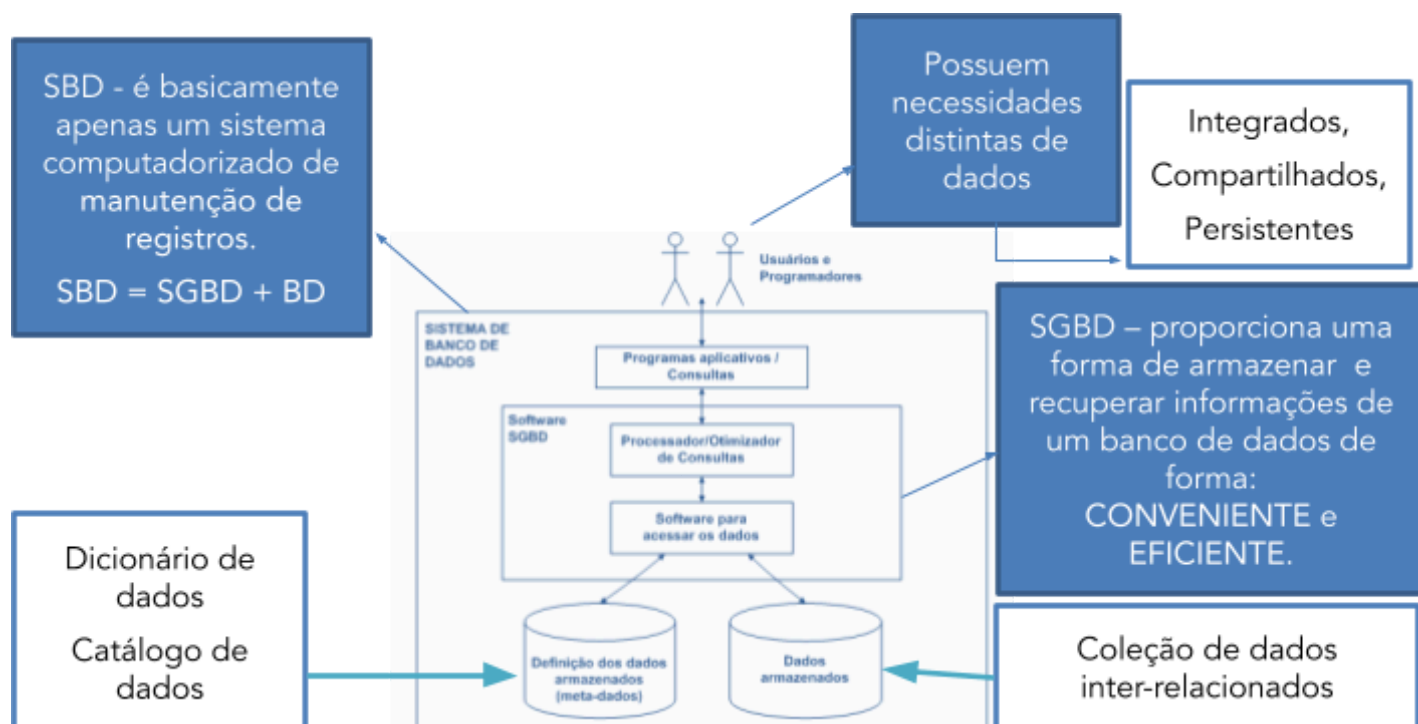 SBD - é basicamente
apenas um sistema
computadorizado de
manutenção de
registros.
SBD = SGBD + BD
Possuem
necessidades
distintas de
dados
Integrados,
Compartilhados,
Persistentes
Usuários e
Programadores
SISTEMA DE
BANCO DE
DADOS
Programas aplicativos /
Consultas
Software
SGBD
Processador/Otimizador
de Consultas
Software para
acessar os dados
SGBD – proporciona uma
forma de armazenar e
recuperar informações de
um banco de dados de
forma:
CONVENIENTE e
EFICIENTE.
Dicionário de
dados
Catálogo de
dados
Definição dos dados
armazenados
(meta-dados)
Dados
armazenados
Coleção de dados
inter-relacionados